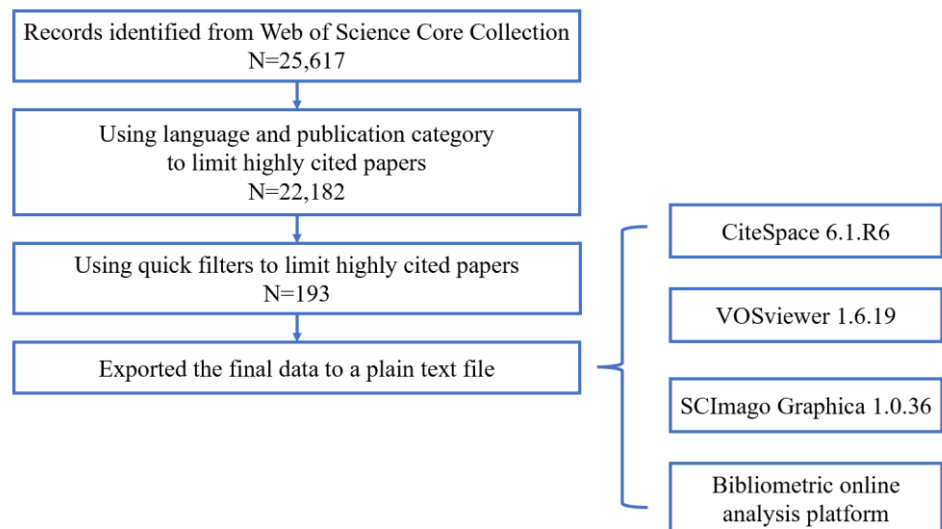 Records identified from Web of Science Core Collection
N=25,617
Using language and publication category
to limit highly cited papers
N=22,182
Using quick filters to limit highly cited papers
N=193
Exported the final data to a plain text file
CiteSpace 6.1.R6
VOSviewer 1.6.19
SCImago Graphica 1.0.36
Bibliometric online
analysis platform